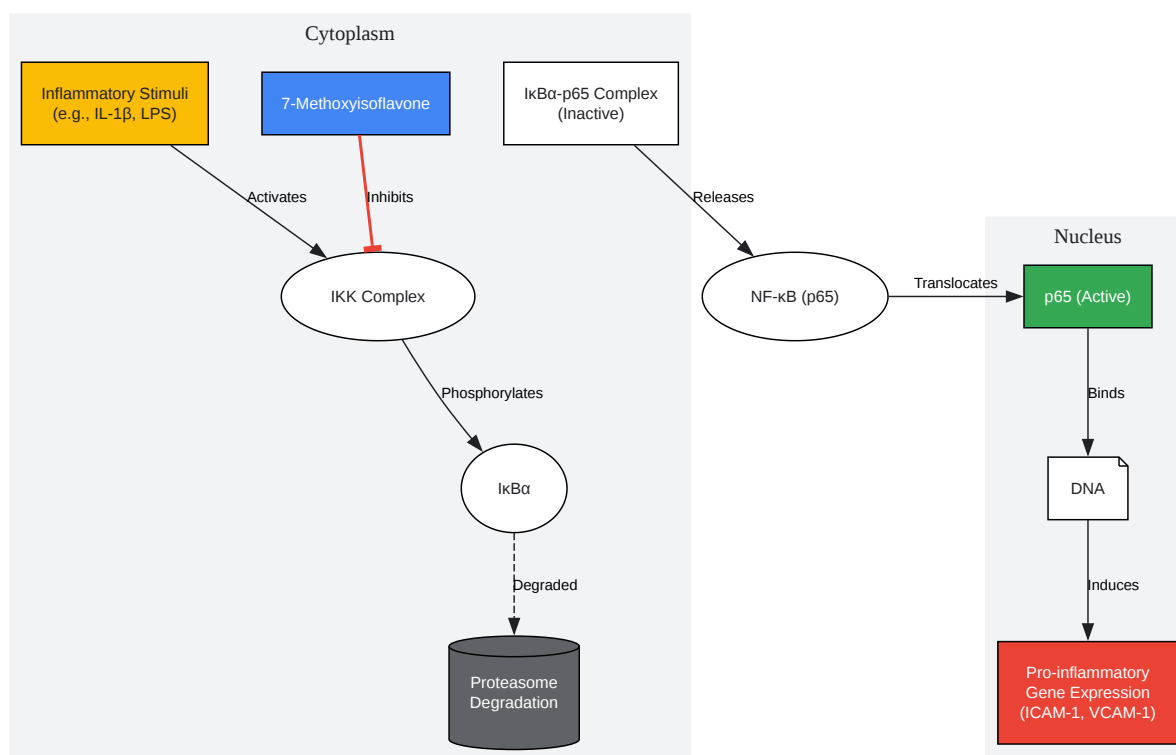 Cytoplasm
Inflammatory Stimuli
(e.g., IL-1β, LPS)
7-Methoxyisoflavone
IκBα-p65 Complex
(Inactive)
Activates
Inhibits
Releases
Nucleus
IKK Complex
NF-κB (p65)
Translocates
p65 (Active)
Phosphorylates
Binds
IκBα
DNA
Degraded
Induces
Proteasome
Degradation
Pro-inflammatory
Gene Expression
(ICAM-1, VCAM-1)